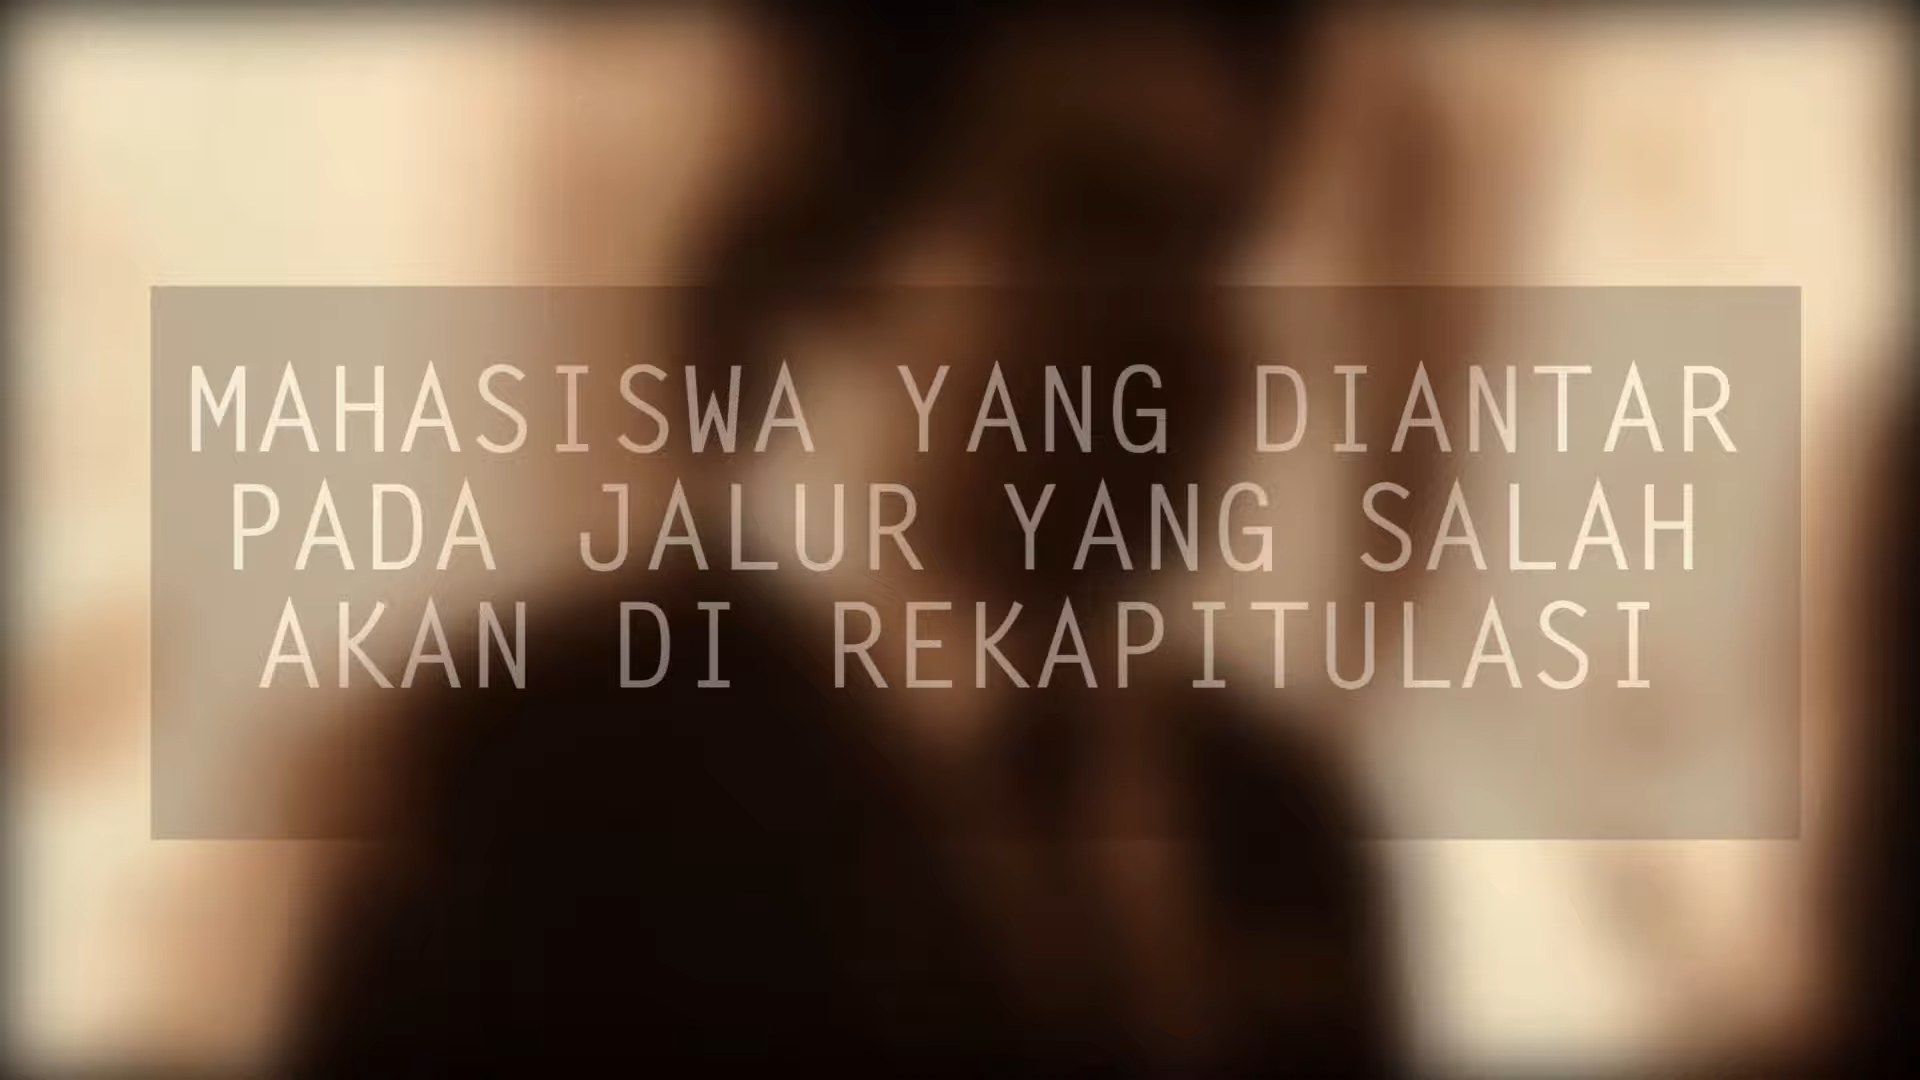 MAHASISWA YANG DIANTAR
PADA JALUR YANG SALAH
AKAN DI REKAPITULASI